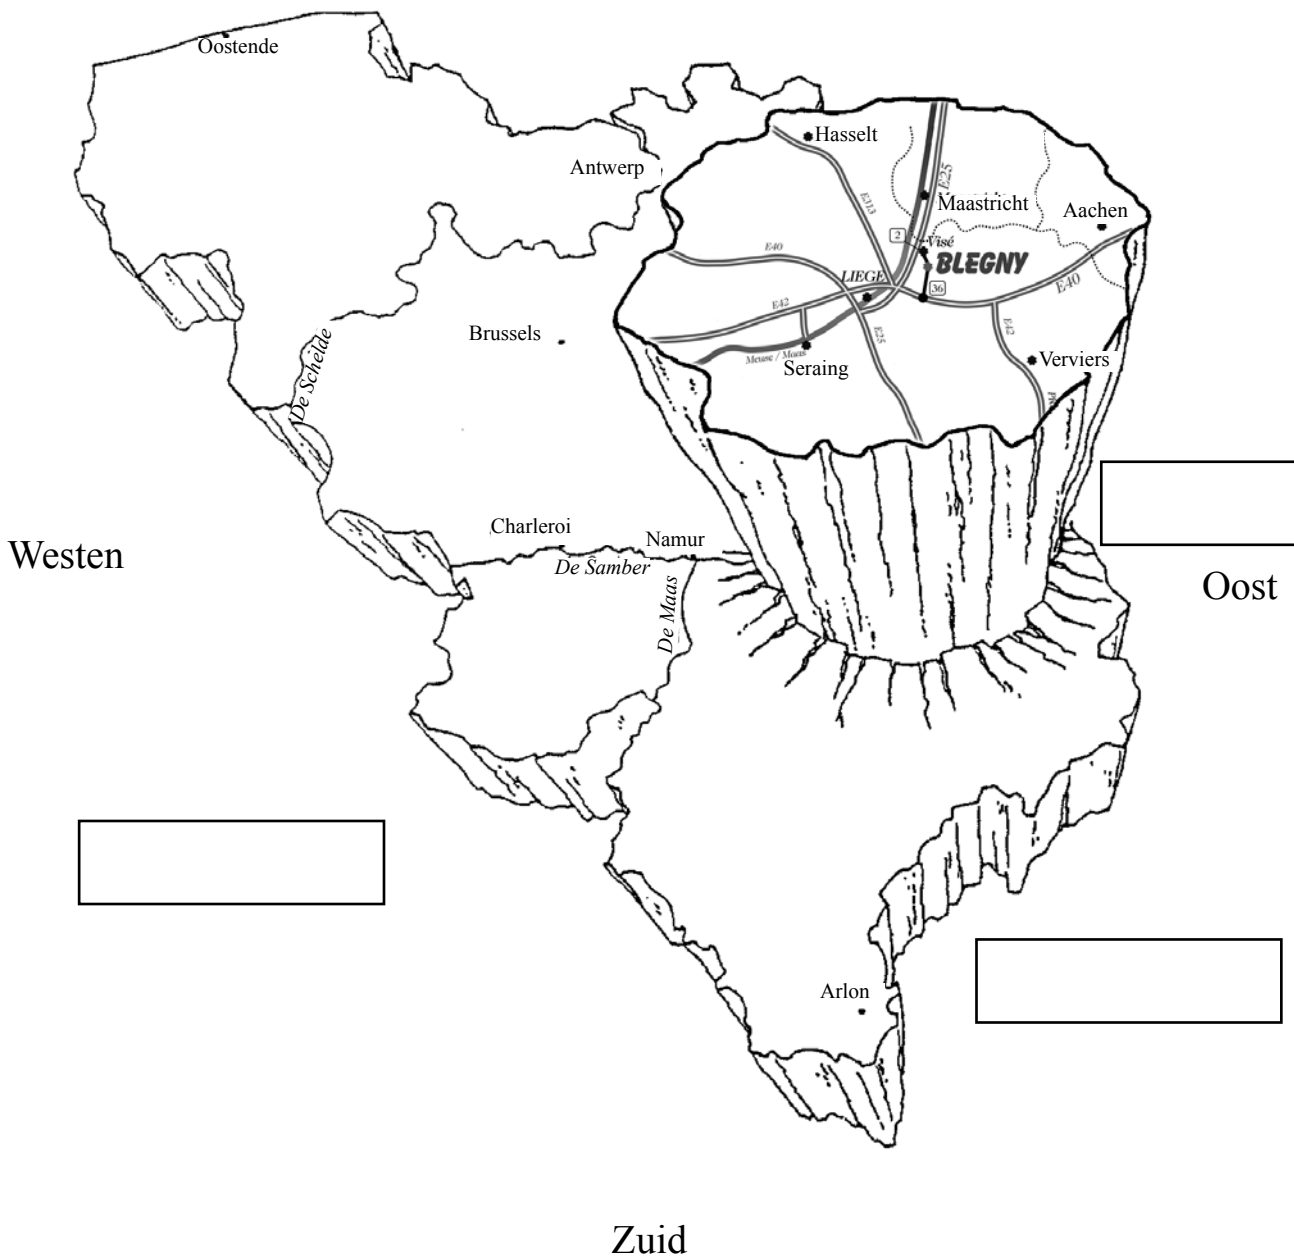 Oostende
Hasselt
Antwerp
E25
E313
Maastricht
Aachen
2
Visé
E40
BLEGNY
LIEGE
36
E40
E42
E42
Brussels
De Schelde
E25
Meuse / Maas
Seraing
Verviers
Charleroi
Namur
Westen
De Samber
De Maas
Oost
Arlon
Zuid